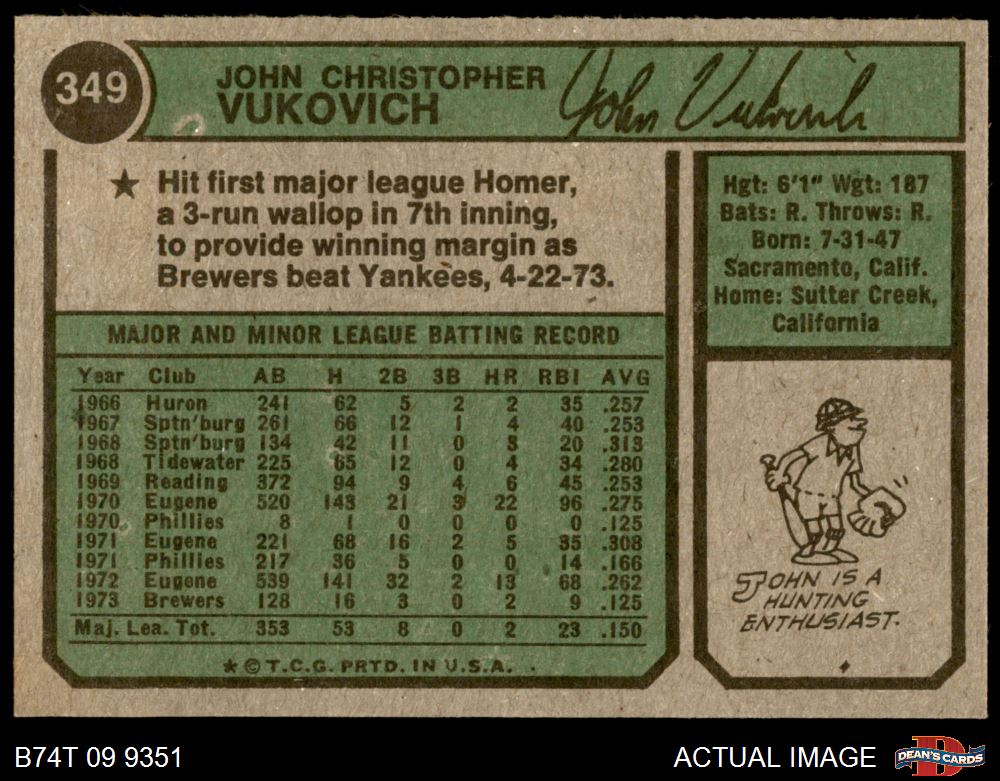 349
JOHN CHRISTOPHER
VUKOVICH
John Vukovich
★ Hit first major league Homer,
a 3-run wallop in 7th inning,
to provide winning margin as
Brewers beat Yankees, 4-22-73.
Hgt: 6'1" Wgt: 187
Bats: R. Throws: R.
Born: 7-31-47
Sacramento, Calif.
Home: Sutter Creek,
California
MAJOR AND MINOR LEAGUE BATTING RECORD
Year Club AB H 2B 3B HR RBI AVG
1966 Huron 241 62 5 2 2 35 .257
1967 Sptn'burg 261 66 12 1 4 40 .253
1968 Sptn'burg 134 42 11 0 3 20 .313
1968 Tidewater 225 65 12 0 4 34 .280
1969 Reading 372 94 9 4 6 45 .253
1970 Eugene 520 143 21 3 22 96 .275
1970 Phillies 8 1 0 0 0 0 .125
1971 Eugene 221 68 16 2 5 35 .308
1971 Phillies 217 36 5 0 0 14 .166
1972 Eugene 539 141 32 2 13 68 .262
1973 Brewers 128 16 3 0 2 9 .125
Maj. Lea. Tot. 353 53 8 0 2 23 .150
★ © T.C.G. PRTD. IN U.S.A.
JOHN IS A
HUNTING
ENTHUSIAST.
B74T 09 9351
ACTUAL IMAGE
D
DEAN'S CARDS